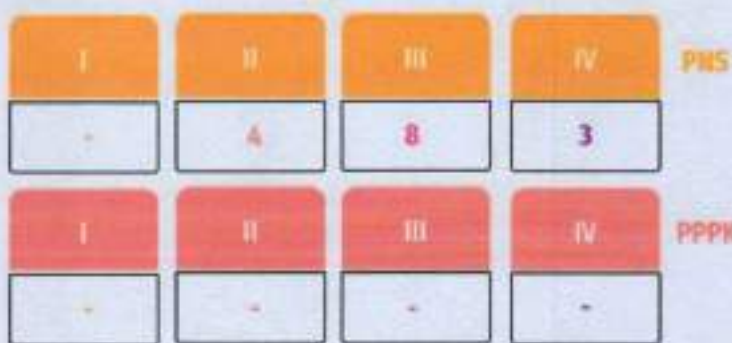 I II III IV PNS
- 4 8 3
I II III IV PPPK
- - - -